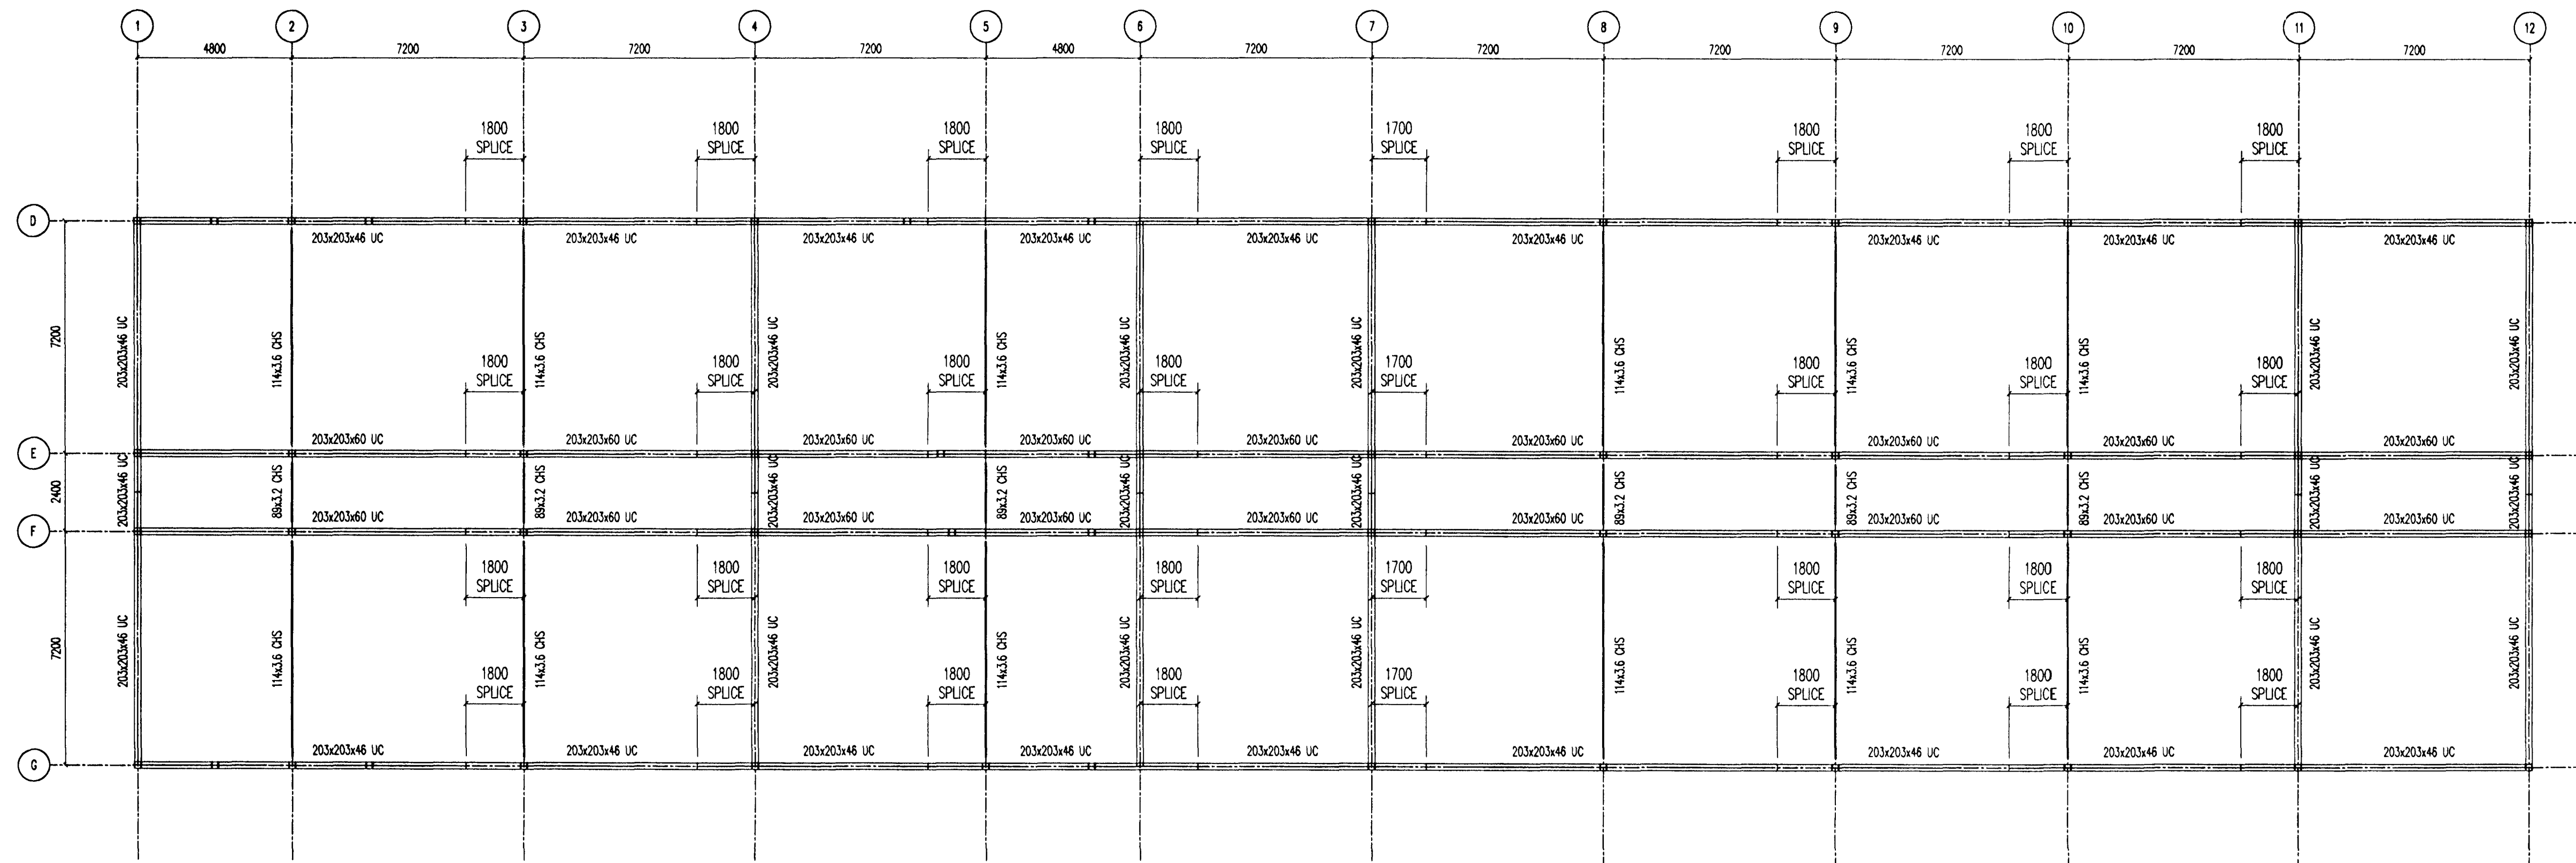 1 2 3 4 5 6 7 8 9 10 11 12
4800 7200 7200 7200 4800 7200 7200 7200 7200 7200 7200
1800 1800 1800 1800 1700 1800 1800 1800
SPLICE SPLICE SPLICE SPLICE SPLICE SPLICE SPLICE SPLICE
D
203x203x46 UC 203x203x46 UC 203x203x46 UC 203x203x46 UC 203x203x46 UC 203x203x46 UC 203x203x46 UC 203x203x46 UC 203x203x46 UC
7200
203x203x46 UC 114x3.6 CHS 114x3.6 CHS 203x203x46 UC 114x3.6 CHS 203x203x46 UC 203x203x46 UC 114x3.6 CHS 114x3.6 CHS 114x3.6 CHS 203x203x46 UC 203x203x46 UC
1800 1800 1800 1800 1700 1800 1800 1800
SPLICE SPLICE SPLICE SPLICE SPLICE SPLICE SPLICE SPLICE
203x203x60 UC 203x203x60 UC 203x203x60 UC 203x203x60 UC 203x203x60 UC 203x203x60 UC 203x203x60 UC 203x203x60 UC 203x203x60 UC
E
2400
203x203x46 UC 89x3.2 CHS 89x3.2 CHS 203x203x46 UC 89x3.2 CHS 203x203x46 UC 203x203x46 UC 89x3.2 CHS 89x3.2 CHS 89x3.2 CHS 203x203x46 UC 203x203x46 UC
203x203x60 UC 203x203x60 UC 203x203x60 UC 203x203x60 UC 203x203x60 UC 203x203x60 UC 203x203x60 UC 203x203x60 UC 203x203x60 UC
F
1800 1800 1800 1800 1700 1800 1800 1800
SPLICE SPLICE SPLICE SPLICE SPLICE SPLICE SPLICE SPLICE
7200
203x203x46 UC 114x3.6 CHS 114x3.6 CHS 203x203x46 UC 114x3.6 CHS 203x203x46 UC 203x203x46 UC 114x3.6 CHS 114x3.6 CHS 114x3.6 CHS 203x203x46 UC 203x203x46 UC
1800 1800 1800 1800 1700 1800 1800 1800
SPLICE SPLICE SPLICE SPLICE SPLICE SPLICE SPLICE SPLICE
203x203x46 UC 203x203x46 UC 203x203x46 UC 203x203x46 UC 203x203x46 UC 203x203x46 UC 203x203x46 UC 203x203x46 UC 203x203x46 UC
G